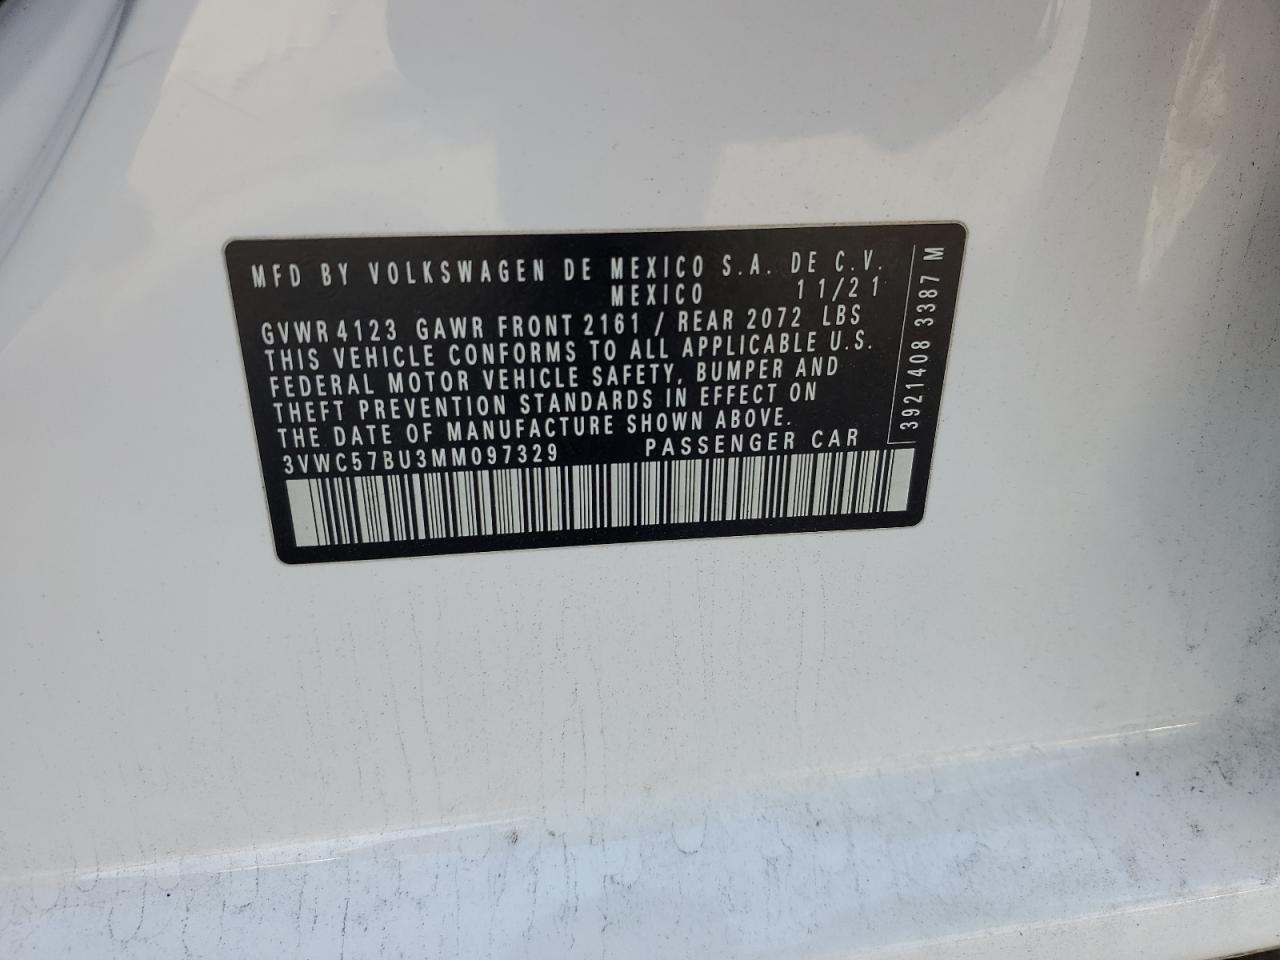 MFD BY VOLKSWAGEN DE MEXICO S.A. DE C.V.
MEXICO 11/21
GVWR 4123 GAWR FRONT 2161 / REAR 2072 LBS
THIS VEHICLE CONFORMS TO ALL APPLICABLE U.S.
FEDERAL MOTOR VEHICLE SAFETY, BUMPER AND
THEFT PREVENTION STANDARDS IN EFFECT ON
THE DATE OF MANUFACTURE SHOWN ABOVE.
3VWC57BU3MM097329 PASSENGER CAR
3921408 3387 M